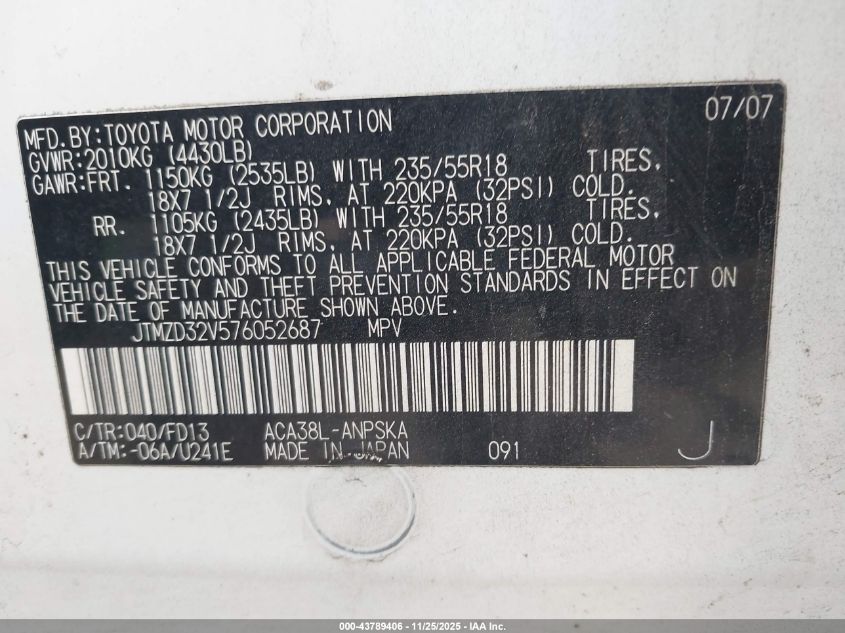 07/07
MFD.BY:TOYOTA MOTOR CORPORATION
GVWR:2010KG (4430LB)
GAWR:FRT. 1150KG (2535LB) WITH 235/55R18 TIRES,
18X7 1/2J RIMS, AT 220KPA (32PSI) COLD.
RR. 1105KG (2435LB) WITH 235/55R18 TIRES,
18X7 1/2J RIMS, AT 220KPA (32PSI) COLD.
THIS VEHICLE CONFORMS TO ALL APPLICABLE FEDERAL MOTOR
VEHICLE SAFETY AND THEFT PREVENTION STANDARDS IN EFFECT ON
THE DATE OF MANUFACTURE SHOWN ABOVE.
JTMZD32V576052687 MPV
C/TR:040/FD13 ACA38L-ANPSKA
A/TM:-06A/U241E MADE IN JAPAN 091 J
000-43789406 - 11/25/2025 - IAA Inc.